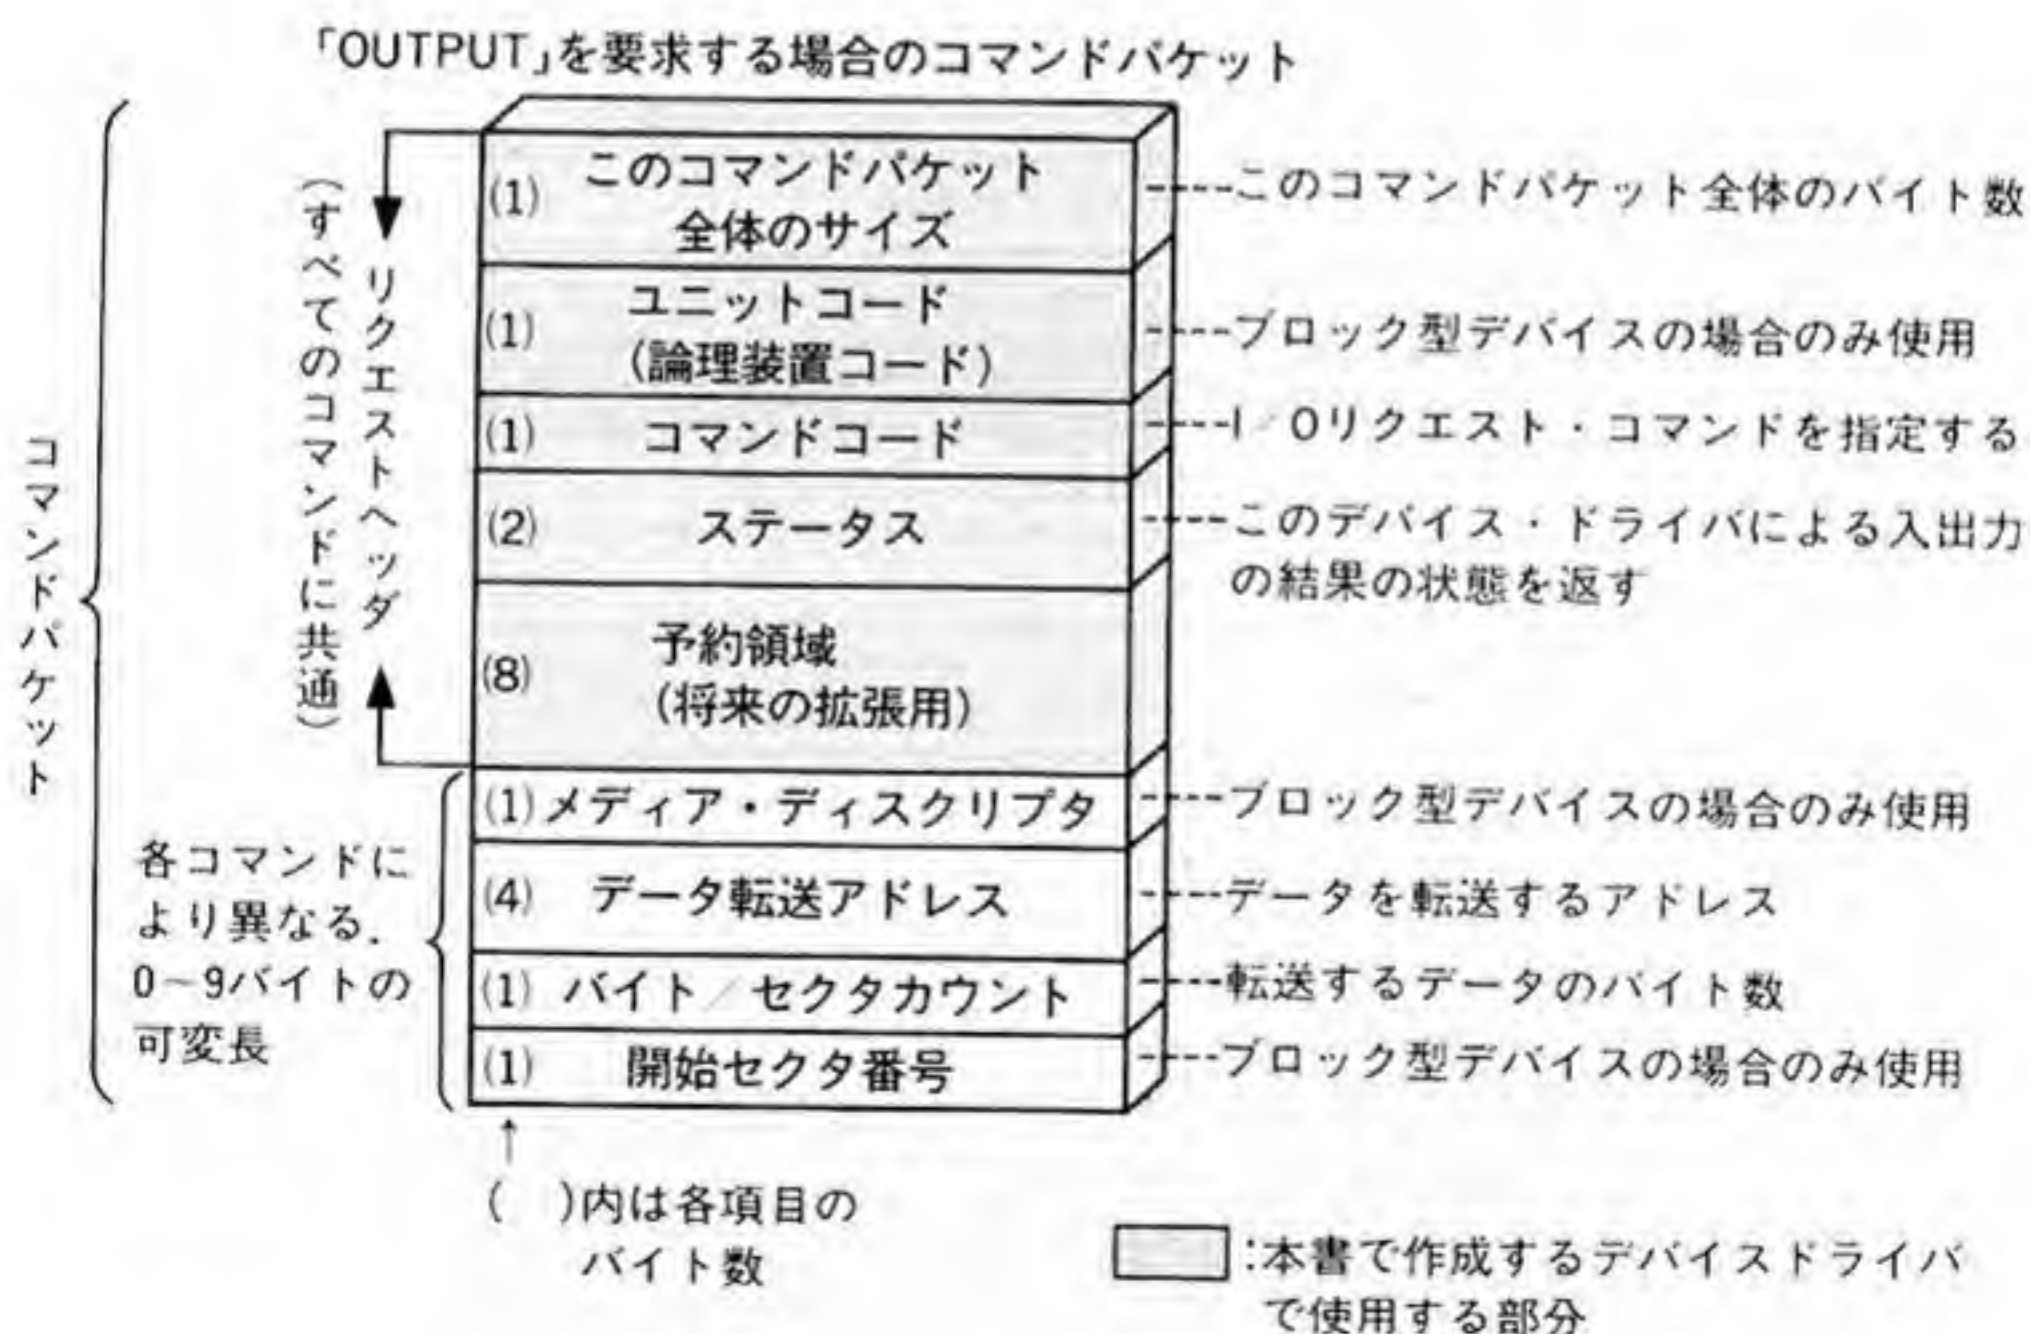 「OUTPUT」を要求する場合のコマンドパケット
コマンドパケット
リクエストヘッダ
(すべてのコマンドに共通)
(1) このコマンドパケット
全体のサイズ
このコマンドパケット全体のバイト数
(1) ユニットコード
(論理装置コード)
ブロック型デバイスの場合のみ使用
(1) コマンドコード
I/Oリクエスト・コマンドを指定する
(2) ステータス
このデバイス・ドライバによる入出力
の結果の状態を返す
(8) 予約領域
(将来の拡張用)
各コマンドに
より異なる.
0~9バイトの
可変長
(1) メディア・ディスクリプタ
ブロック型デバイスの場合のみ使用
(4) データ転送アドレス
データを転送するアドレス
(1) バイト/セクタカウント
転送するデータのバイト数
(1) 開始セクタ番号
ブロック型デバイスの場合のみ使用
↑
( )内は各項目の
バイト数
:本書で作成するデバイスドライバ
で使用する部分